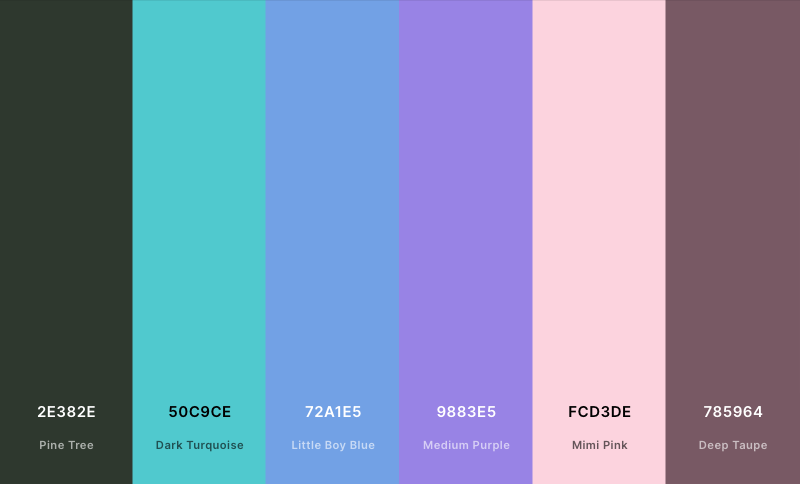 2E382E
Pine Tree
50C9CE
Dark Turquoise
72A1E5
Little Boy Blue
9883E5
Medium Purple
FCD3DE
Mimi Pink
785964
Deep Taupe